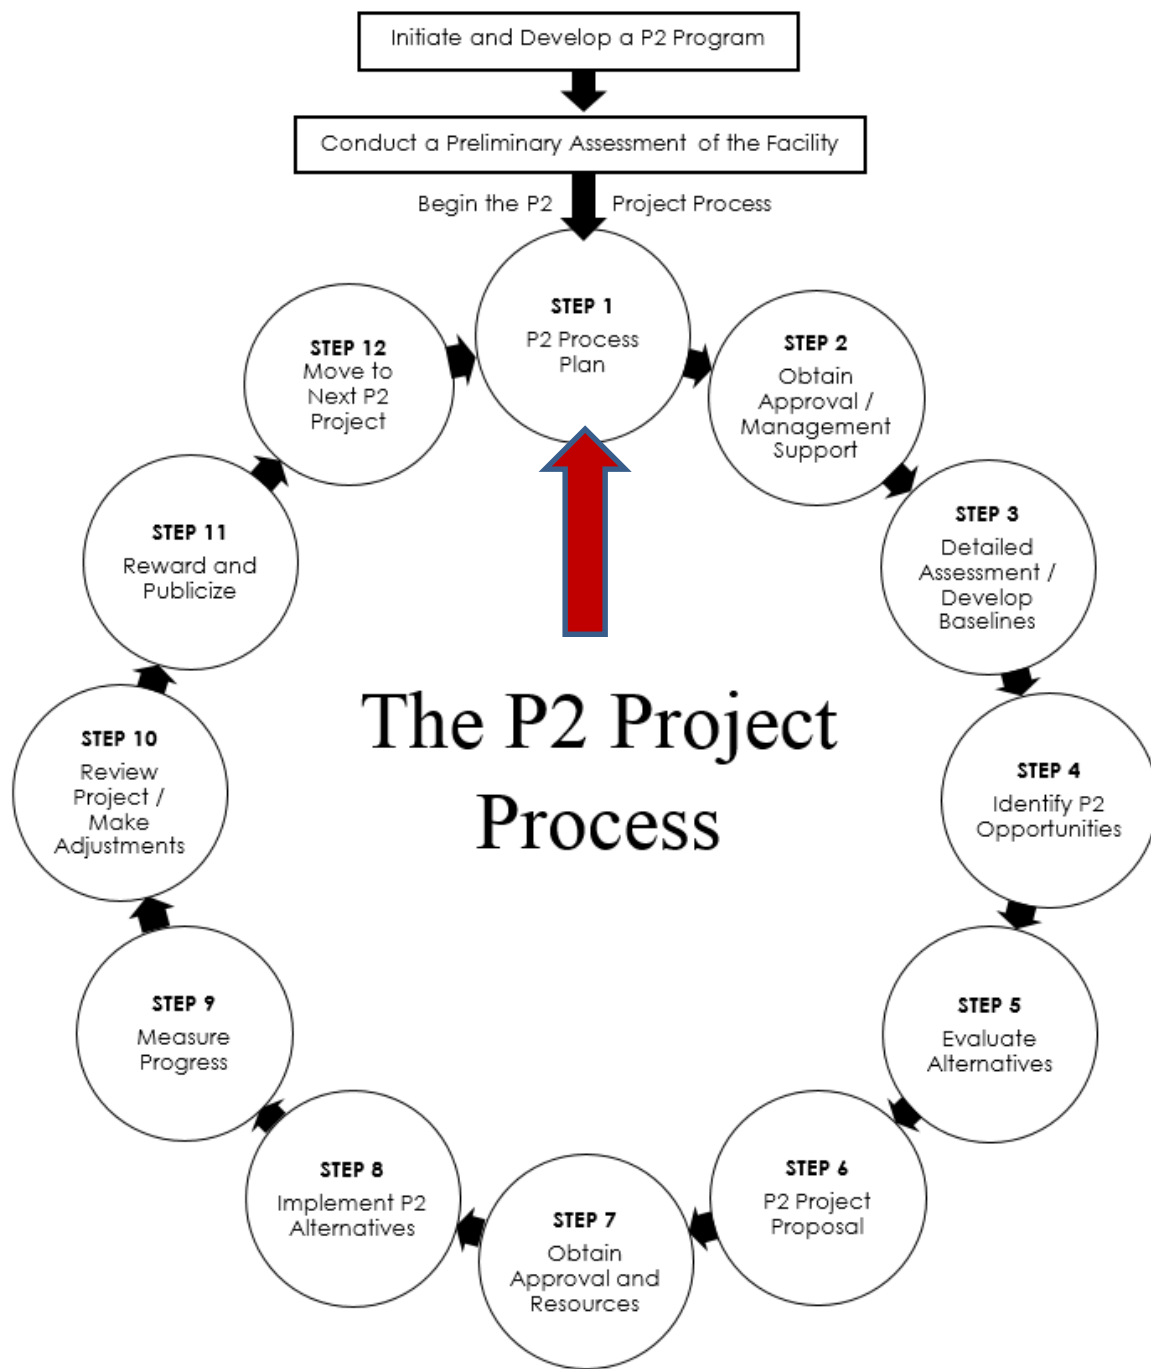 Initiate and Develop a P2 Program
Conduct a Preliminary Assessment of the Facility
Begin the P2 Project Process
STEP 1
P2 Process
Plan
STEP 2
Obtain
Approval /
Management
Support
STEP 3
Detailed
Assessment /
Develop
Baselines
STEP 4
Identify P2
Opportunities
STEP 5
Evaluate
Alternatives
STEP 6
P2 Project
Proposal
STEP 7
Obtain
Approval and
Resources
STEP 8
Implement P2
Alternatives
STEP 9
Measure
Progress
STEP 10
Review
Project /
Make
Adjustments
STEP 11
Reward and
Publicize
STEP 12
Move to
Next P2
Project
The P2 Project
Process